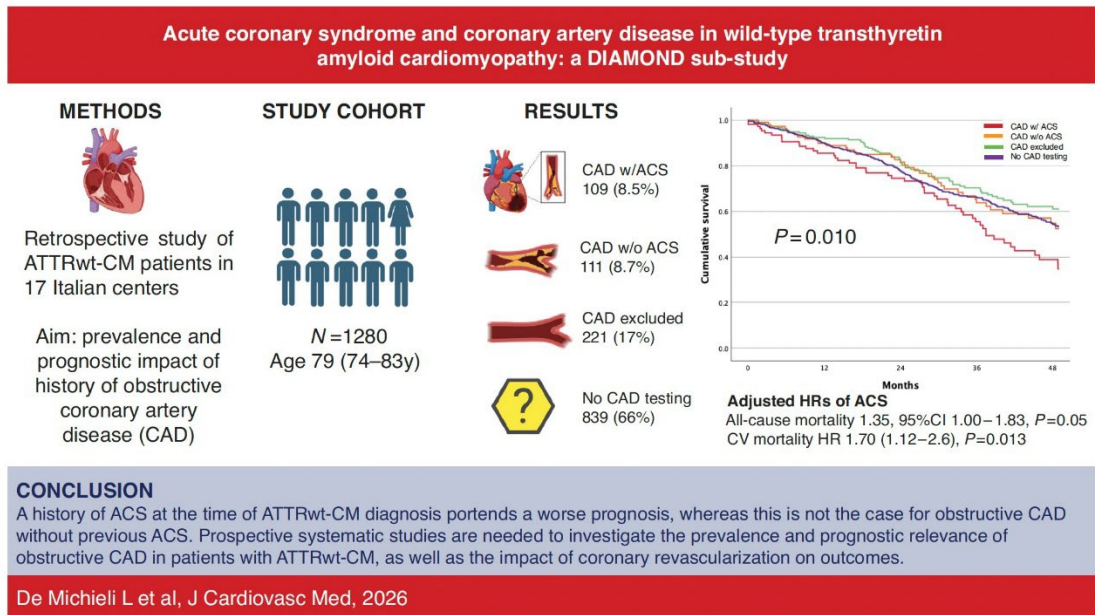 Acute coronary syndrome and coronary artery disease in wild-type transthyretin
amyloid cardiomyopathy: a DIAMOND sub-study
METHODS
Retrospective study of
ATTRwt-CM patients in
17 Italian centers
Aim: prevalence and
prognostic impact of
history of obstructive
coronary artery
disease (CAD)
STUDY COHORT
N =1280
Age 79 (74–83y)
RESULTS
CAD w/ACS
109 (8.5%)
CAD w/o ACS
111 (8.7%)
CAD excluded
221 (17%)
?
No CAD testing
839 (66%)
Cumulative survival
1.0
0.8
0.6
0.4
0.2
0.0
CAD w/ ACS
CAD w/o ACS
CAD excluded
No CAD testing
P=0.010
0 12 24 36 48
Months
Adjusted HRs of ACS
All-cause mortality 1.35, 95%CI 1.00–1.83, P=0.05
CV mortality HR 1.70 (1.12–2.6), P=0.013
CONCLUSION
A history of ACS at the time of ATTRwt-CM diagnosis portends a worse prognosis, whereas this is not the case for obstructive CAD
without previous ACS. Prospective systematic studies are needed to investigate the prevalence and prognostic relevance of
obstructive CAD in patients with ATTRwt-CM, as well as the impact of coronary revascularization on outcomes.
De Michieli L et al, J Cardiovasc Med, 2026